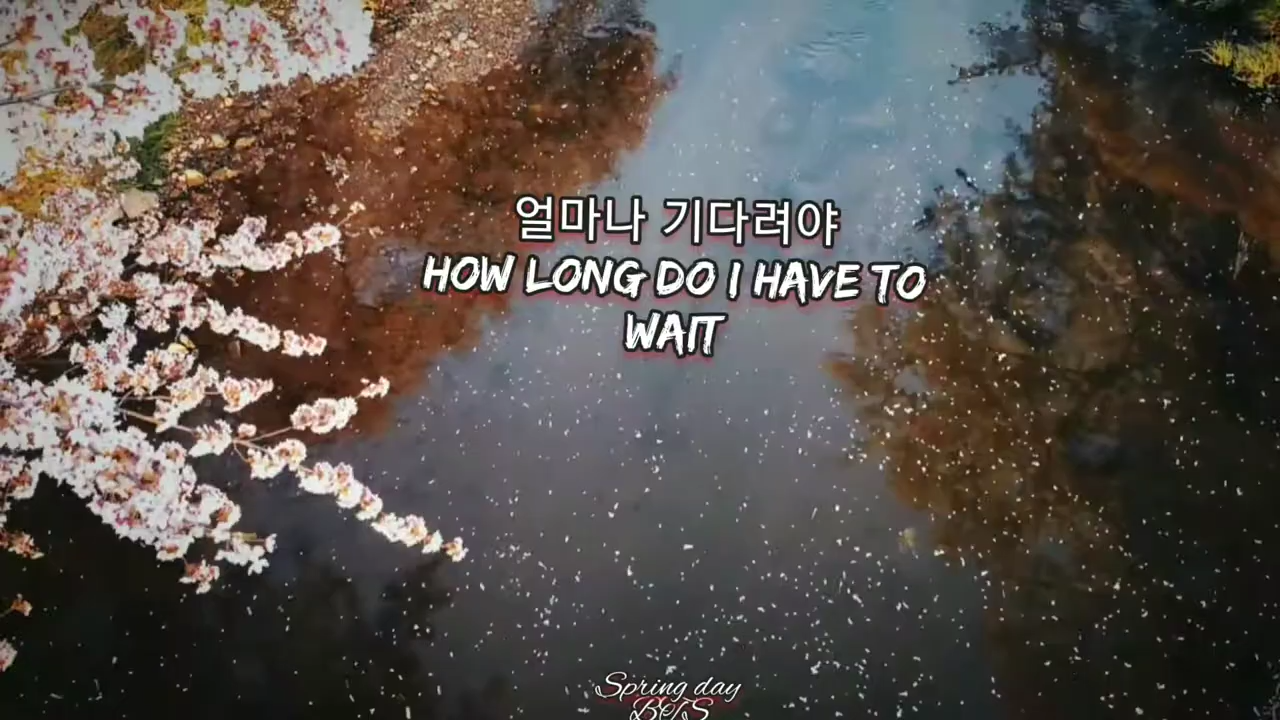 얼마나 기다려야
HOW LONG DO I HAVE TO
WAIT
Spring day
BTS